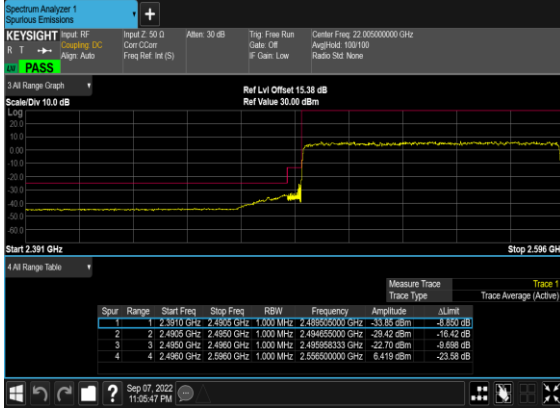 Spectrum Analyzer 1
Spurious Emissions
+
KEYSIGHT Input: RF Input Z: 50 Ω Atten: 30 dB Trig: Free Run Center Freq: 22.005000000 GHz
R T Coupling: DC Corr CCorr Gate: Off Avg|Hold: 100/100
Align: Auto Freq Ref: Int (S) IF Gain: Low Radio Std: None
LXI PASS
3 All Range Graph
Ref Lvl Offset 15.38 dB
Scale/Div 10.0 dB Ref Value 30.00 dBm
Log
20.0
10.0
0.00
-10.0
-20.0
-30.0
-40.0
-50.0
-60.0
Start 2.391 GHz Stop 2.596 GH
4 All Range Table
Measure Trace Trace 1
Trace Type Trace Average (Active)
Spur Range Start Freq Stop Freq RBW Frequency Amplitude ΔLimit
1 1 2.3910 GHz 2.4905 GHz 1.000 MHz 2.489505000 GHz -33.85 dBm -8.850 dB
2 2 2.4905 GHz 2.4950 GHz 1.000 MHz 2.494655000 GHz -29.42 dBm -16.42 dB
3 3 2.4950 GHz 2.4960 GHz 1.000 MHz 2.495958333 GHz -22.70 dBm -9.698 dB
4 4 2.4960 GHz 2.5960 GHz 1.000 MHz 2.556500000 GHz 6.419 dBm -23.58 dB
?
Sep 07, 2022
11:05:47 PM